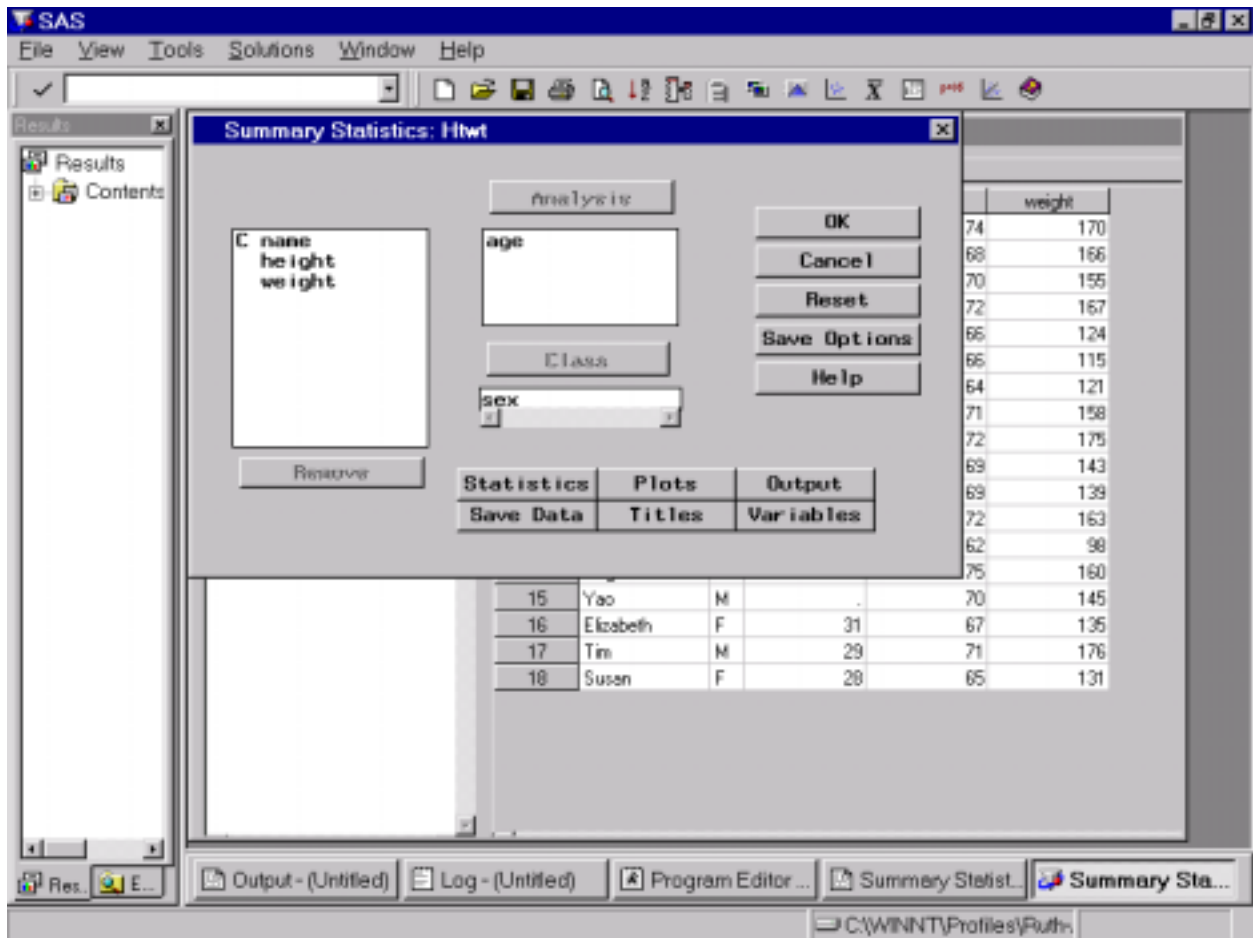 SAS
File View Tools Solutions Window Help
Results
Results
Contents
Summary Statistics: Htwt
Analysis
C name
height
weight
age
Class
sex
Remove
OK
Cancel
Reset
Save Options
Help
Statistics Plots Output
Save Data Titles Variables
weight
74 170
68 166
70 155
72 167
66 124
66 115
64 121
71 158
72 175
69 143
69 139
72 163
62 98
75 160
15 Yao M . 70 145
16 Elizabeth F 31 67 135
17 Tim M 29 71 176
18 Susan F 28 65 131
Res.. E...
Output - (Untitled) Log - (Untitled) Program Editor ... Summary Statist... Summary Sta...
C:\WINNT\Profiles\Ruth